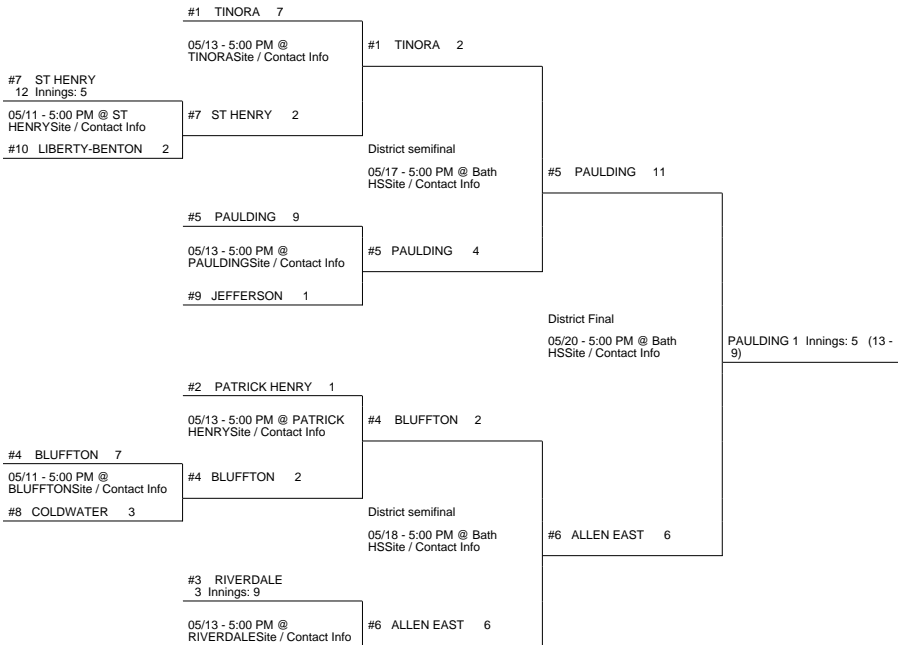 #1 TINORA 7
05/13 - 5:00 PM @
TINORASite / Contact Info
#1 TINORA 2
#7 ST HENRY
12 Innings: 5
05/11 - 5:00 PM @ ST
HENRYSite / Contact Info
#7 ST HENRY 2
#10 LIBERTY-BENTON 2
District semifinal
05/17 - 5:00 PM @ Bath
HSSite / Contact Info
#5 PAULDING 11
#5 PAULDING 9
05/13 - 5:00 PM @
PAULDINGSite / Contact Info
#5 PAULDING 4
#9 JEFFERSON 1
District Final
05/20 - 5:00 PM @ Bath
HSSite / Contact Info
PAULDING 1 Innings: 5 (13 -
9)
#2 PATRICK HENRY 1
05/13 - 5:00 PM @ PATRICK
HENRYSite / Contact Info
#4 BLUFFTON 2
#4 BLUFFTON 7
05/11 - 5:00 PM @
BLUFFTONSite / Contact Info
#4 BLUFFTON 2
#8 COLDWATER 3
District semifinal
05/18 - 5:00 PM @ Bath
HSSite / Contact Info
#6 ALLEN EAST 6
#3 RIVERDALE
3 Innings: 9
05/13 - 5:00 PM @
RIVERDALESite / Contact Info
#6 ALLEN EAST 6